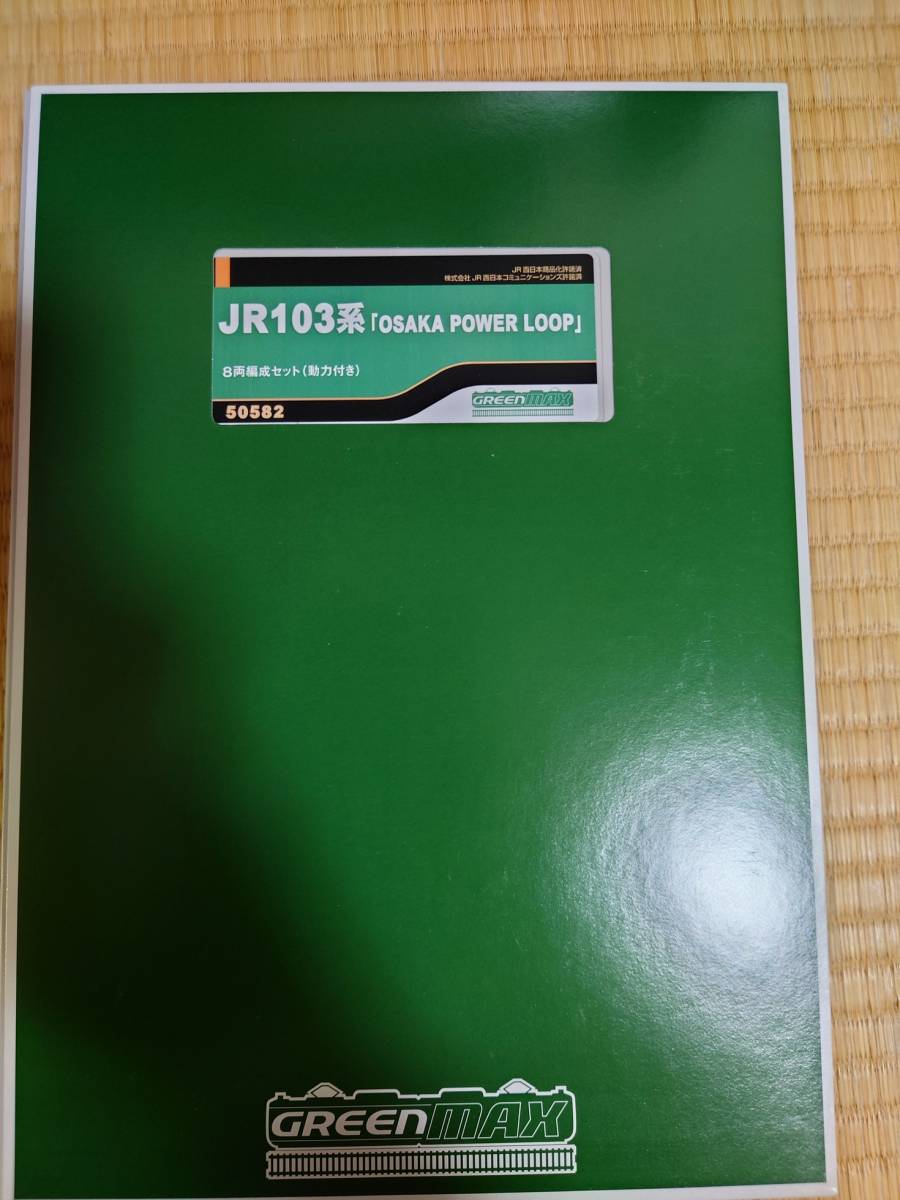 JR西日本商品化許諾済
株式会社JR西日本コミュニケーションズ許諾済
JR103系「OSAKA POWER LOOP」
8両編成セット(動力付き)
50582
GREENMAX
GREENMAX